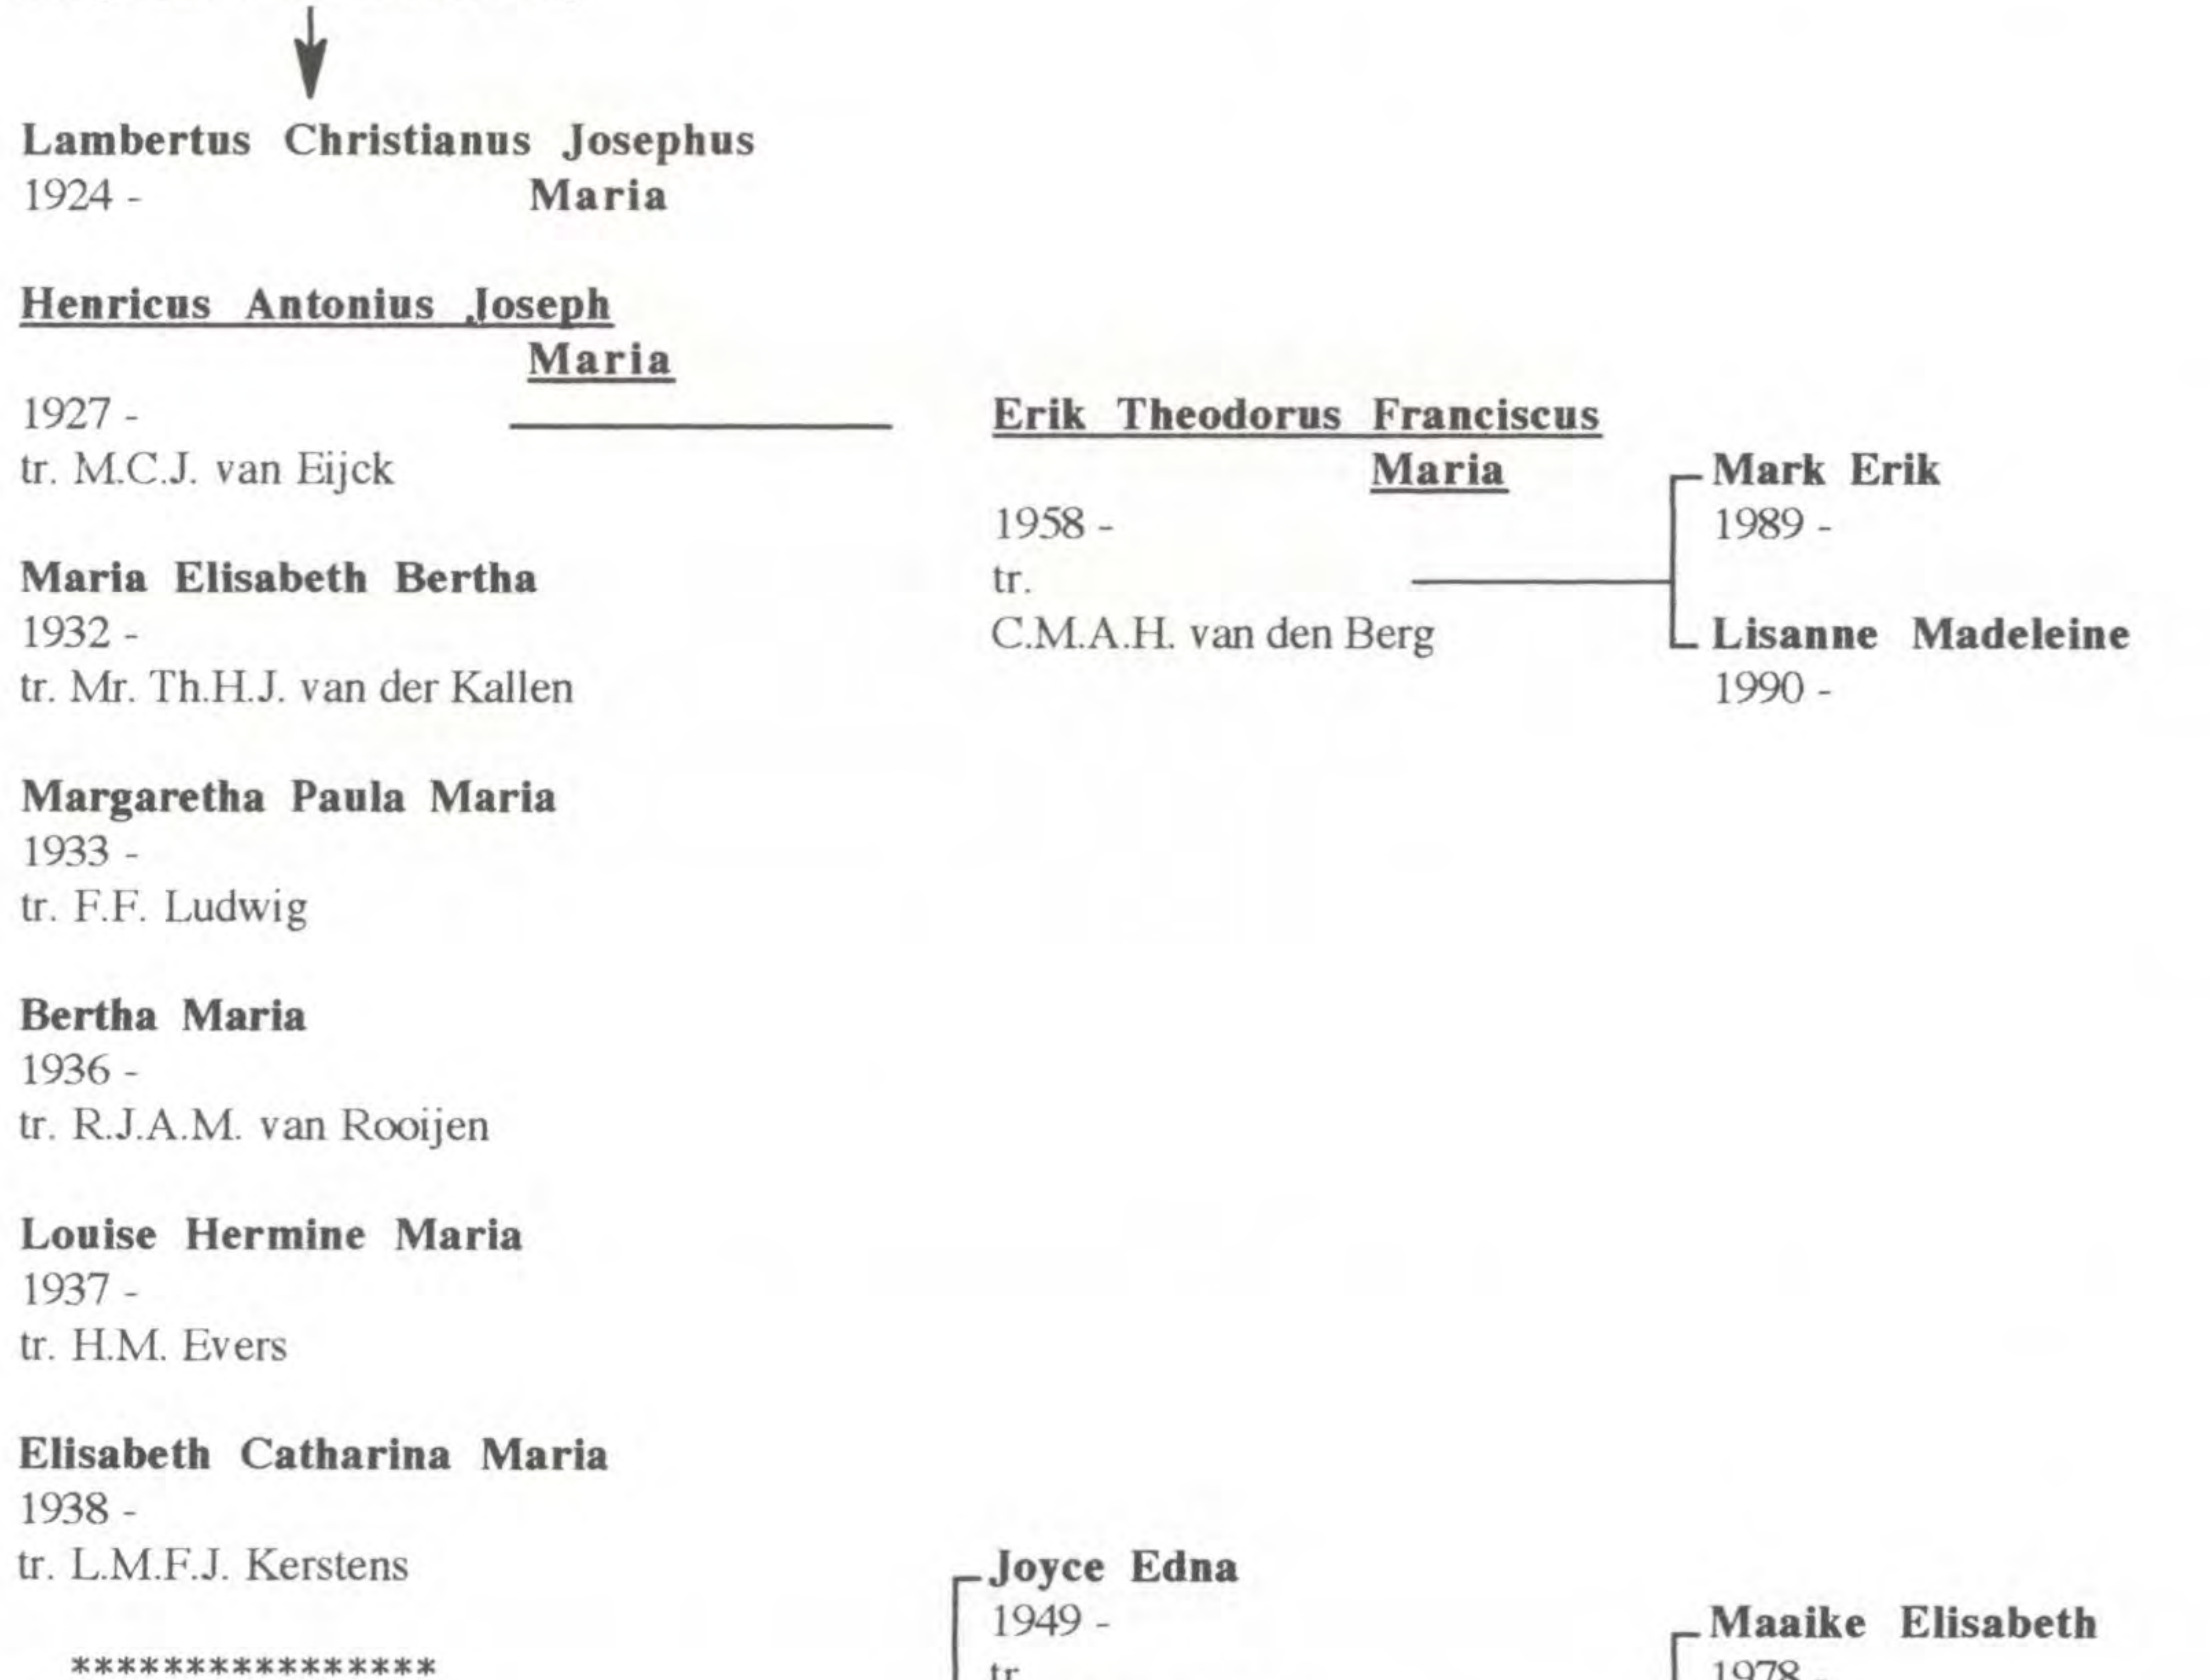 Lambertus Christianus Josephus
1924 - Maria
Henricus Antonius Joseph
Maria
1927 -
tr. M.C.J. van Eijck
Maria Elisabeth Bertha
1932 -
tr. Mr. Th.H.J. van der Kallen
Margaretha Paula Maria
1933 -
tr. F.F. Ludwig
Bertha Maria
1936 -
tr. R.J.A.M. van Rooijen
Louise Hermine Maria
1937 -
tr. H.M. Evers
Elisabeth Catharina Maria
1938 -
tr. L.M.F.J. Kerstens
****************
Erik Theodorus Franciscus
Maria
1958 -
tr.
C.M.A.H. van den Berg
Joyce Edna
1949 -
tr.
Mark Erik
1989 -
Lisanne Madeleine
1990 -
Maaike Elisabeth
1978 -